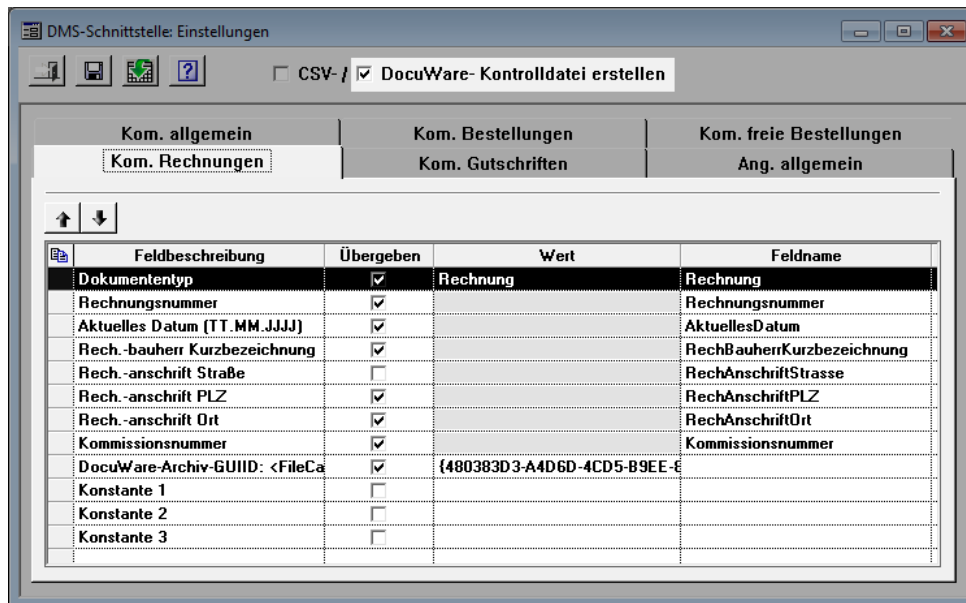 DMS-Schnittstelle: Einstellungen
CSV- / DocuWare- Kontrolldatei erstellen
Kom. allgemein Kom. Bestellungen Kom. freie Bestellungen
Kom. Rechnungen Kom. Gutschriften Ang. allgemein
Feldbeschreibung Übergeben Wert Feldname
Dokumententyp Rechnung Rechnung
Rechnungsnummer Rechnungsnummer
Aktuelles Datum (TT.MM.JJJJ) AktuellesDatum
Rech.-bauherr Kurzbezeichnung RechBauherrKurzbezeichnung
Rech.-anschrift Straße RechAnschriftStrasse
Rech.-anschrift PLZ RechAnschriftPLZ
Rech.-anschrift Ort RechAnschriftOrt
Kommissionsnummer Kommissionsnummer
DocuWare-Archiv-GUIID: <FileCa {480383D3-A4D6D-4CD5-B9EE-
Konstante 1
Konstante 2
Konstante 3